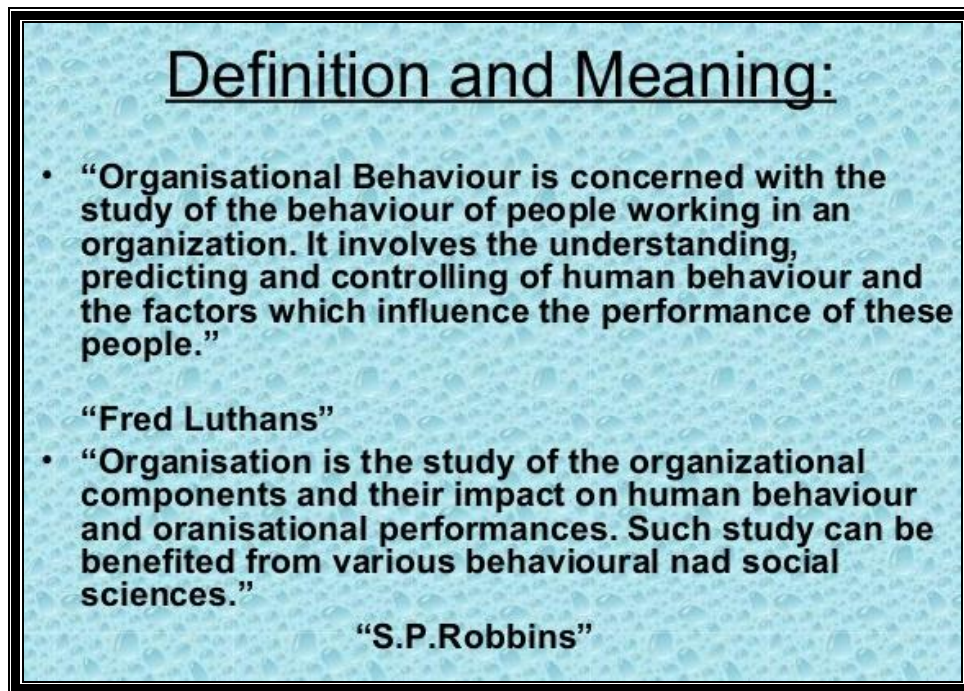 Definition and Meaning:
• “Organisational Behaviour is concerned with the
study of the behaviour of people working in an
organization. It involves the understanding,
predicting and controlling of human behaviour and
the factors which influence the performance of these
people.”
“Fred Luthans”
• “Organisation is the study of the organizational
components and their impact on human behaviour
and oranisational performances. Such study can be
benefited from various behavioural nad social
sciences.”
“S.P.Robbins”